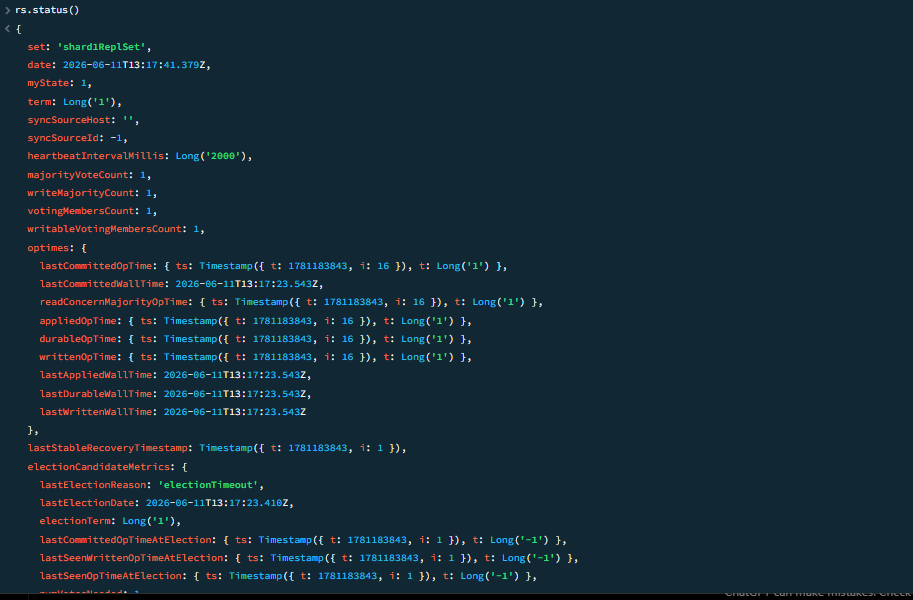 > rs.status()
< {
set: 'shard1ReplSet',
date: 2026-06-11T13:17:41.379Z,
myState: 1,
term: Long('1'),
syncSourceHost: '',
syncSourceId: -1,
heartbeatIntervalMillis: Long('2000'),
majorityVoteCount: 1,
writeMajorityCount: 1,
votingMembersCount: 1,
writableVotingMembersCount: 1,
optimes: {
lastCommittedOpTime: { ts: Timestamp({ t: 1781183843, i: 16 }), t: Long('1') },
lastCommittedWallTime: 2026-06-11T13:17:23.543Z,
readConcernMajorityOpTime: { ts: Timestamp({ t: 1781183843, i: 16 }), t: Long('1') },
appliedOpTime: { ts: Timestamp({ t: 1781183843, i: 16 }), t: Long('1') },
durableOpTime: { ts: Timestamp({ t: 1781183843, i: 16 }), t: Long('1') },
writtenOpTime: { ts: Timestamp({ t: 1781183843, i: 16 }), t: Long('1') },
lastAppliedWallTime: 2026-06-11T13:17:23.543Z,
lastDurableWallTime: 2026-06-11T13:17:23.543Z,
lastWrittenWallTime: 2026-06-11T13:17:23.543Z
},
lastStableRecoveryTimestamp: Timestamp({ t: 1781183843, i: 1 }),
electionCandidateMetrics: {
lastElectionReason: 'electionTimeout',
lastElectionDate: 2026-06-11T13:17:23.410Z,
electionTerm: Long('1'),
lastCommittedOpTimeAtElection: { ts: Timestamp({ t: 1781183843, i: 1 }), t: Long('-1') },
lastSeenWrittenOpTimeAtElection: { ts: Timestamp({ t: 1781183843, i: 1 }), t: Long('-1') },
lastSeenOpTimeAtElection: { ts: Timestamp({ t: 1781183843, i: 1 }), t: Long('-1') },